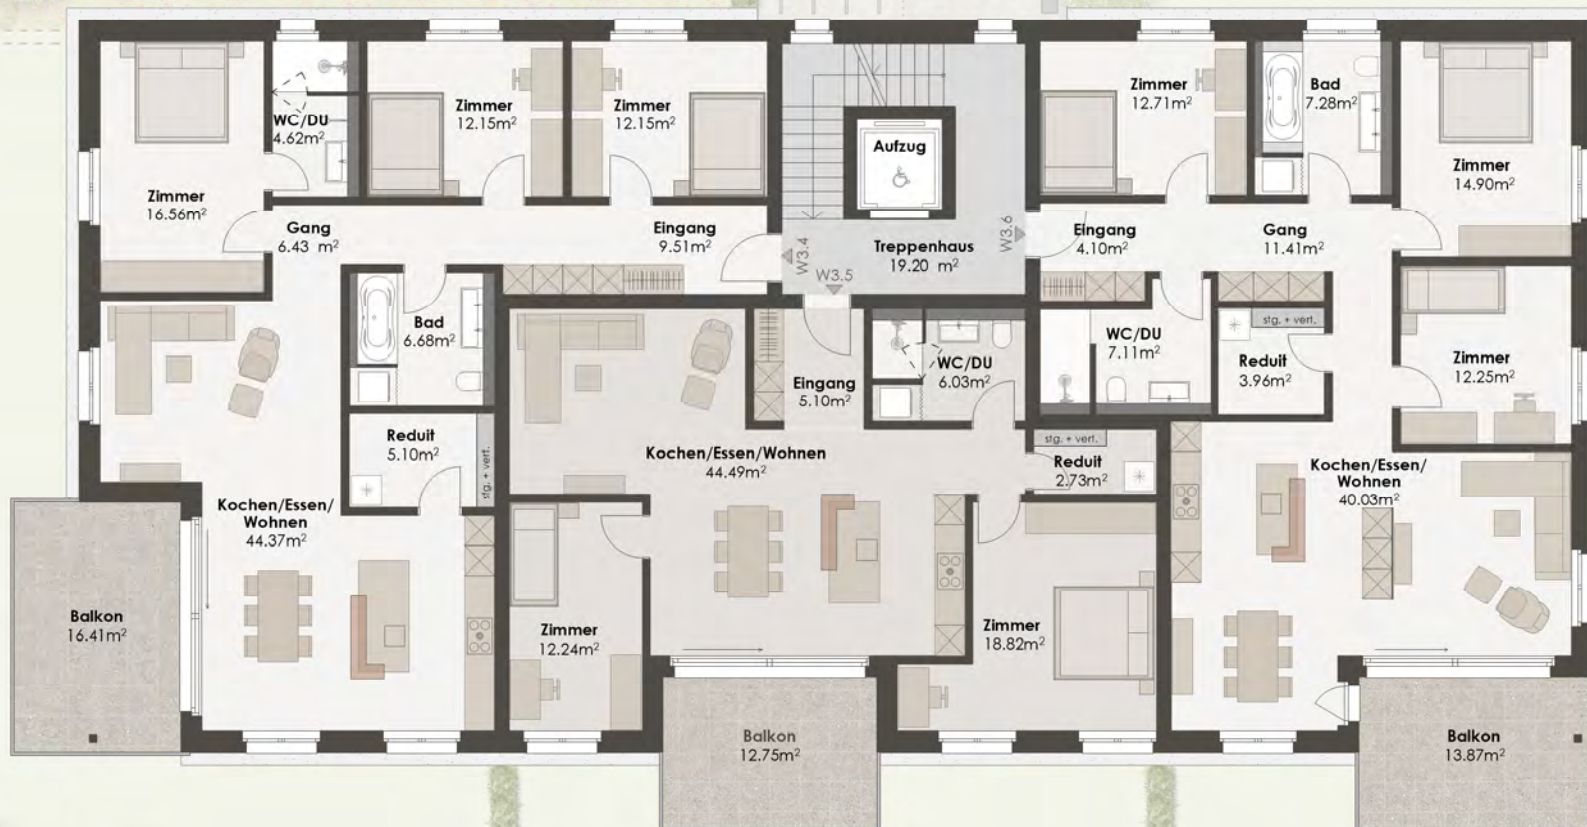 Zimmer
16.56m²
WC/DU
4.62m²
Zimmer
12.15m²
Zimmer
12.15m²
Aufzug
Zimmer
12.71m²
Bad
7.28m²
Zimmer
14.90m²
Gang
6.43 m²
Eingang
9.51m²
W3.4
W3.5
W3.6
Treppenhaus
19.20 m²
Eingang
4.10m²
Gang
11.41m²
Bad
6.68m²
Eingang
5.10m²
WC/DU
6.03m²
WC/DU
7.11m²
stg. + vert.
Reduit
3.96m²
Zimmer
12.25m²
Reduit
5.10m²
stg. + vert.
Kochen/Essen/Wohnen
44.49m²
stg. + vert.
Reduit
2.73m²
Kochen/Essen/
Wohnen
40.03m²
Kochen/Essen/
Wohnen
44.37m²
Balkon
16.41m²
Zimmer
12.24m²
Zimmer
18.82m²
Balkon
12.75m²
Balkon
13.87m²